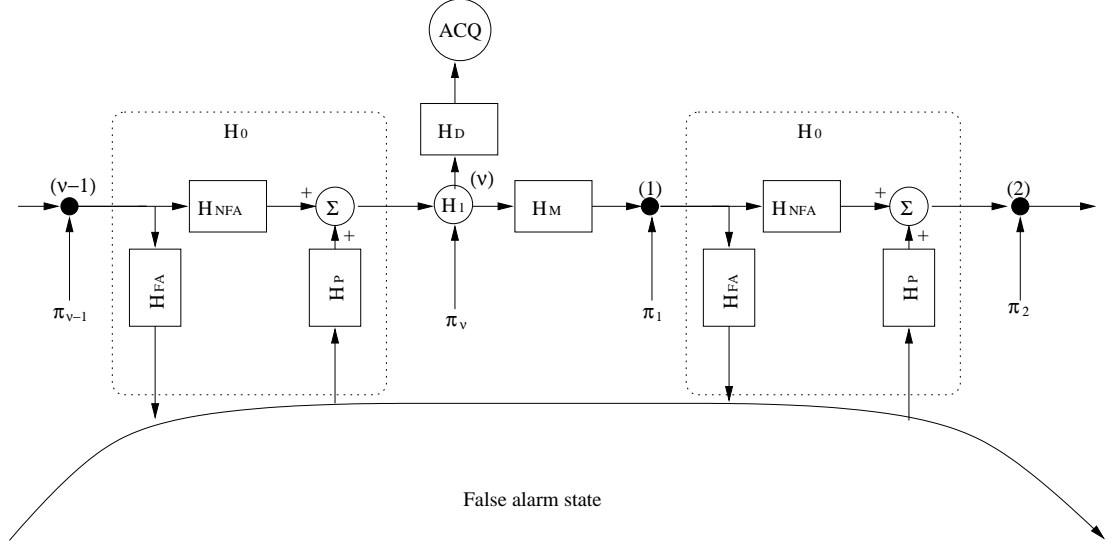 ACQ
H0
HD
H0
(ν−1)
(ν)
(1)
(2)
HNFA
+
Σ
H1
HM
HNFA
+
Σ
+
+
HFA
HP
HFA
HP
πν−1
πν
π1
π2
False alarm state